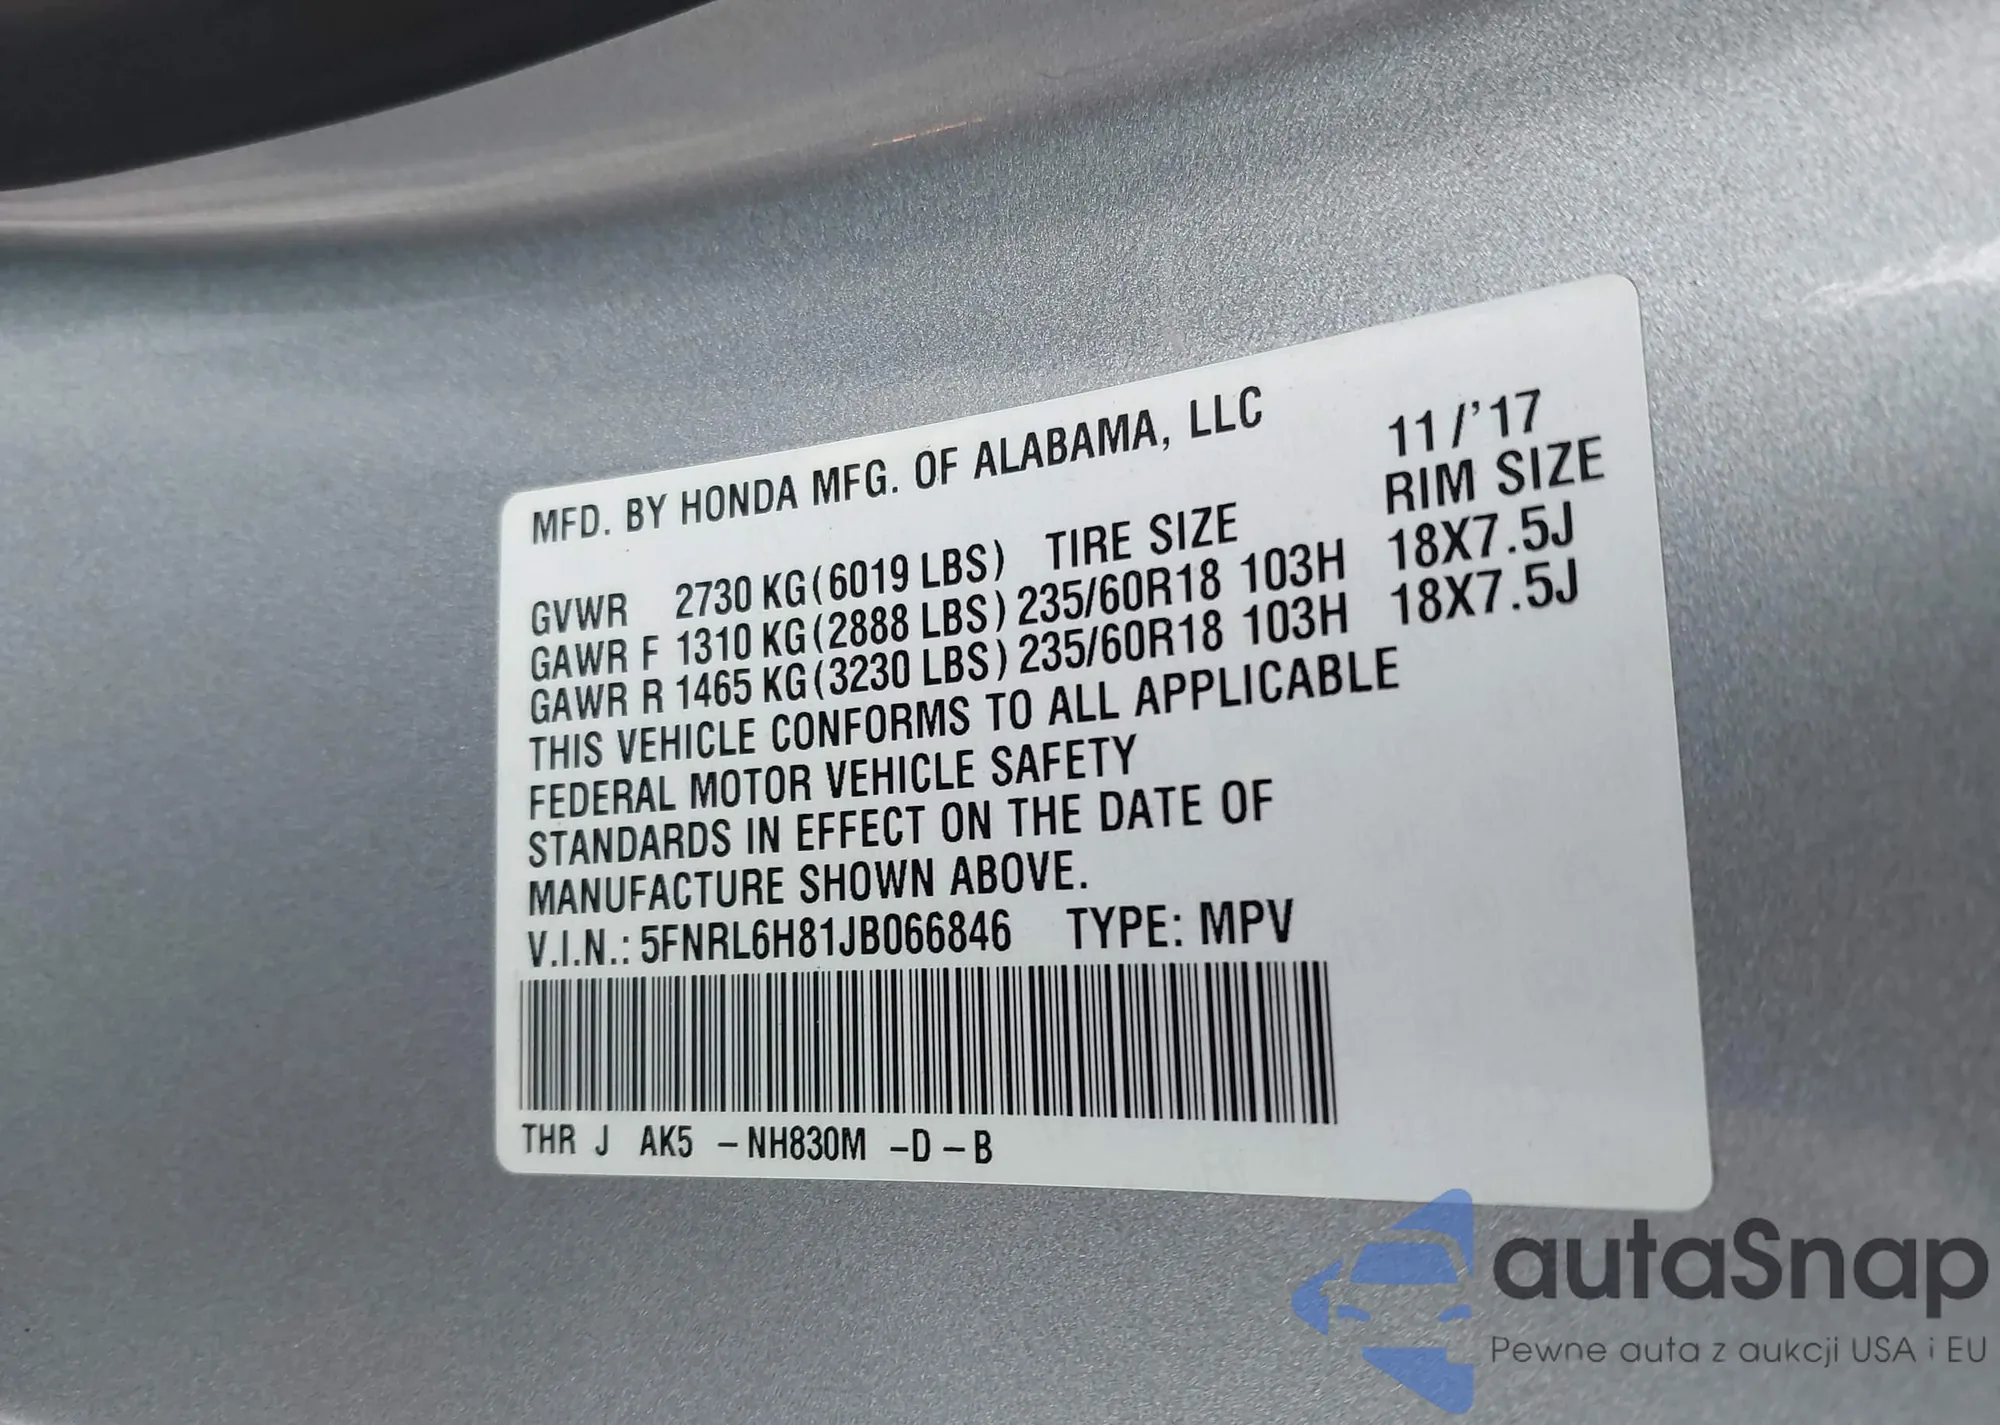 MFD. BY HONDA MFG. OF ALABAMA, LLC 11/'17
RIM SIZE
GVWR 2730 KG(6019 LBS) TIRE SIZE
GAWR F 1310 KG(2888 LBS) 235/60R18 103H 18X7.5J
GAWR R 1465 KG(3230 LBS) 235/60R18 103H 18X7.5J
THIS VEHICLE CONFORMS TO ALL APPLICABLE
FEDERAL MOTOR VEHICLE SAFETY
STANDARDS IN EFFECT ON THE DATE OF
MANUFACTURE SHOWN ABOVE.
V.I.N.: 5FNRL6H81JB066846 TYPE: MPV
THR J AK5 -NH830M -D-B
autaSnap
Pewne auta z aukcji USA i EU